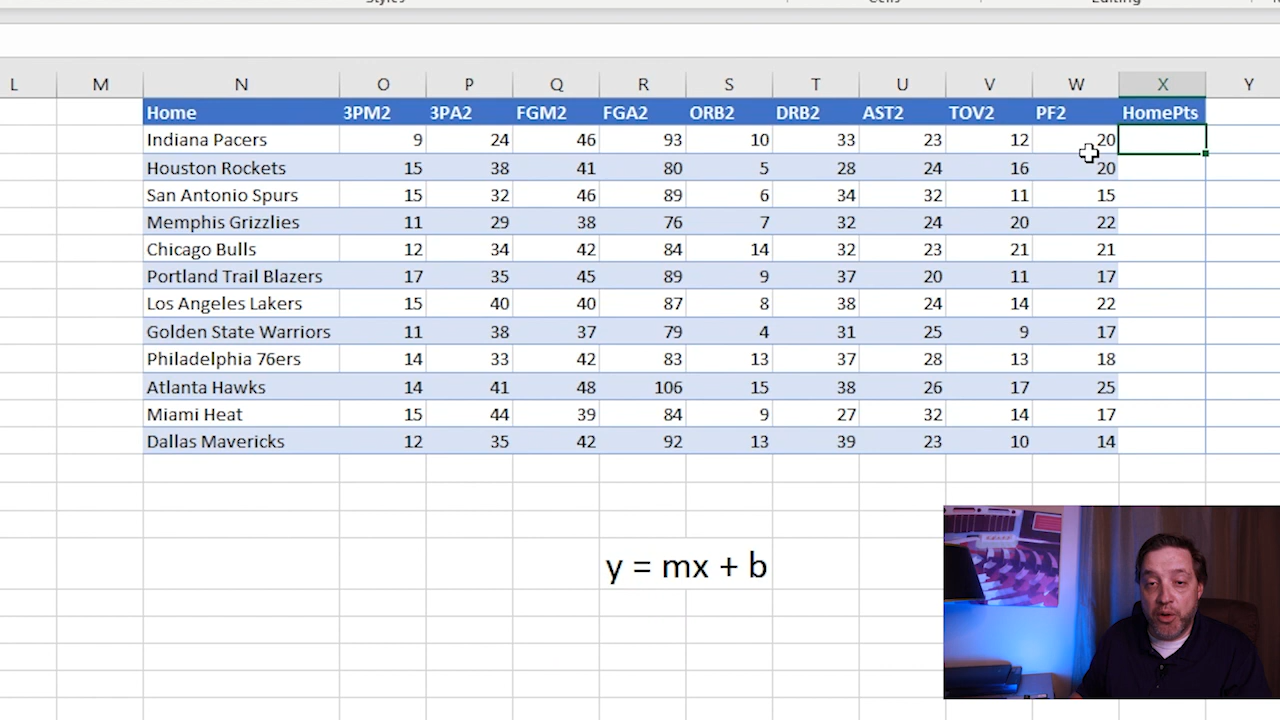 L M N O P Q R S T U V W X Y
Home 3PM2 3PA2 FGM2 FGA2 ORB2 DRB2 AST2 TOV2 PF2 HomePts
Indiana Pacers 9 24 46 93 10 33 23 12 20
Houston Rockets 15 38 41 80 5 28 24 16 20
San Antonio Spurs 15 32 46 89 6 34 32 11 15
Memphis Grizzlies 11 29 38 76 7 32 24 20 22
Chicago Bulls 12 34 42 84 14 32 23 21 21
Portland Trail Blazers 17 35 45 89 9 37 20 11 17
Los Angeles Lakers 15 40 40 87 8 38 24 14 22
Golden State Warriors 11 38 37 79 4 31 25 9 17
Philadelphia 76ers 14 33 42 83 13 37 28 13 18
Atlanta Hawks 14 41 48 106 15 38 26 17 25
Miami Heat 15 44 39 84 9 27 32 14 17
Dallas Mavericks 12 35 42 92 13 39 23 10 14
y = mx + b